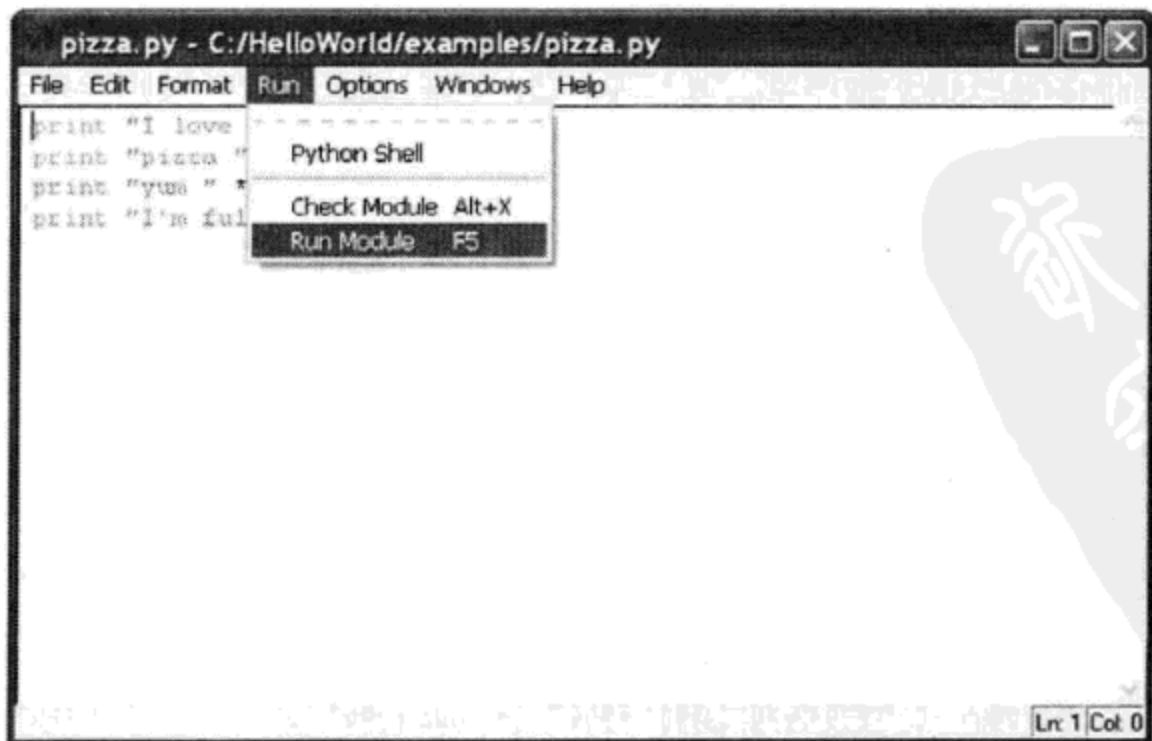 pizza.py - C:/HelloWorld/examples/pizza.py
File Edit Format Run Options Windows Help
print "I love
print "pizza "
print "yum " *
print "I'm ful
Python Shell
Check Module Alt+X
Run Module F5
Ln: 1 Col: 0